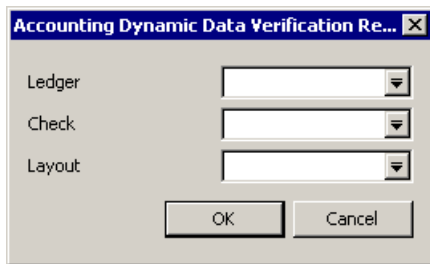 Accounting Dynamic Data Verification Re...
Ledger
Check
Layout
OK Cancel